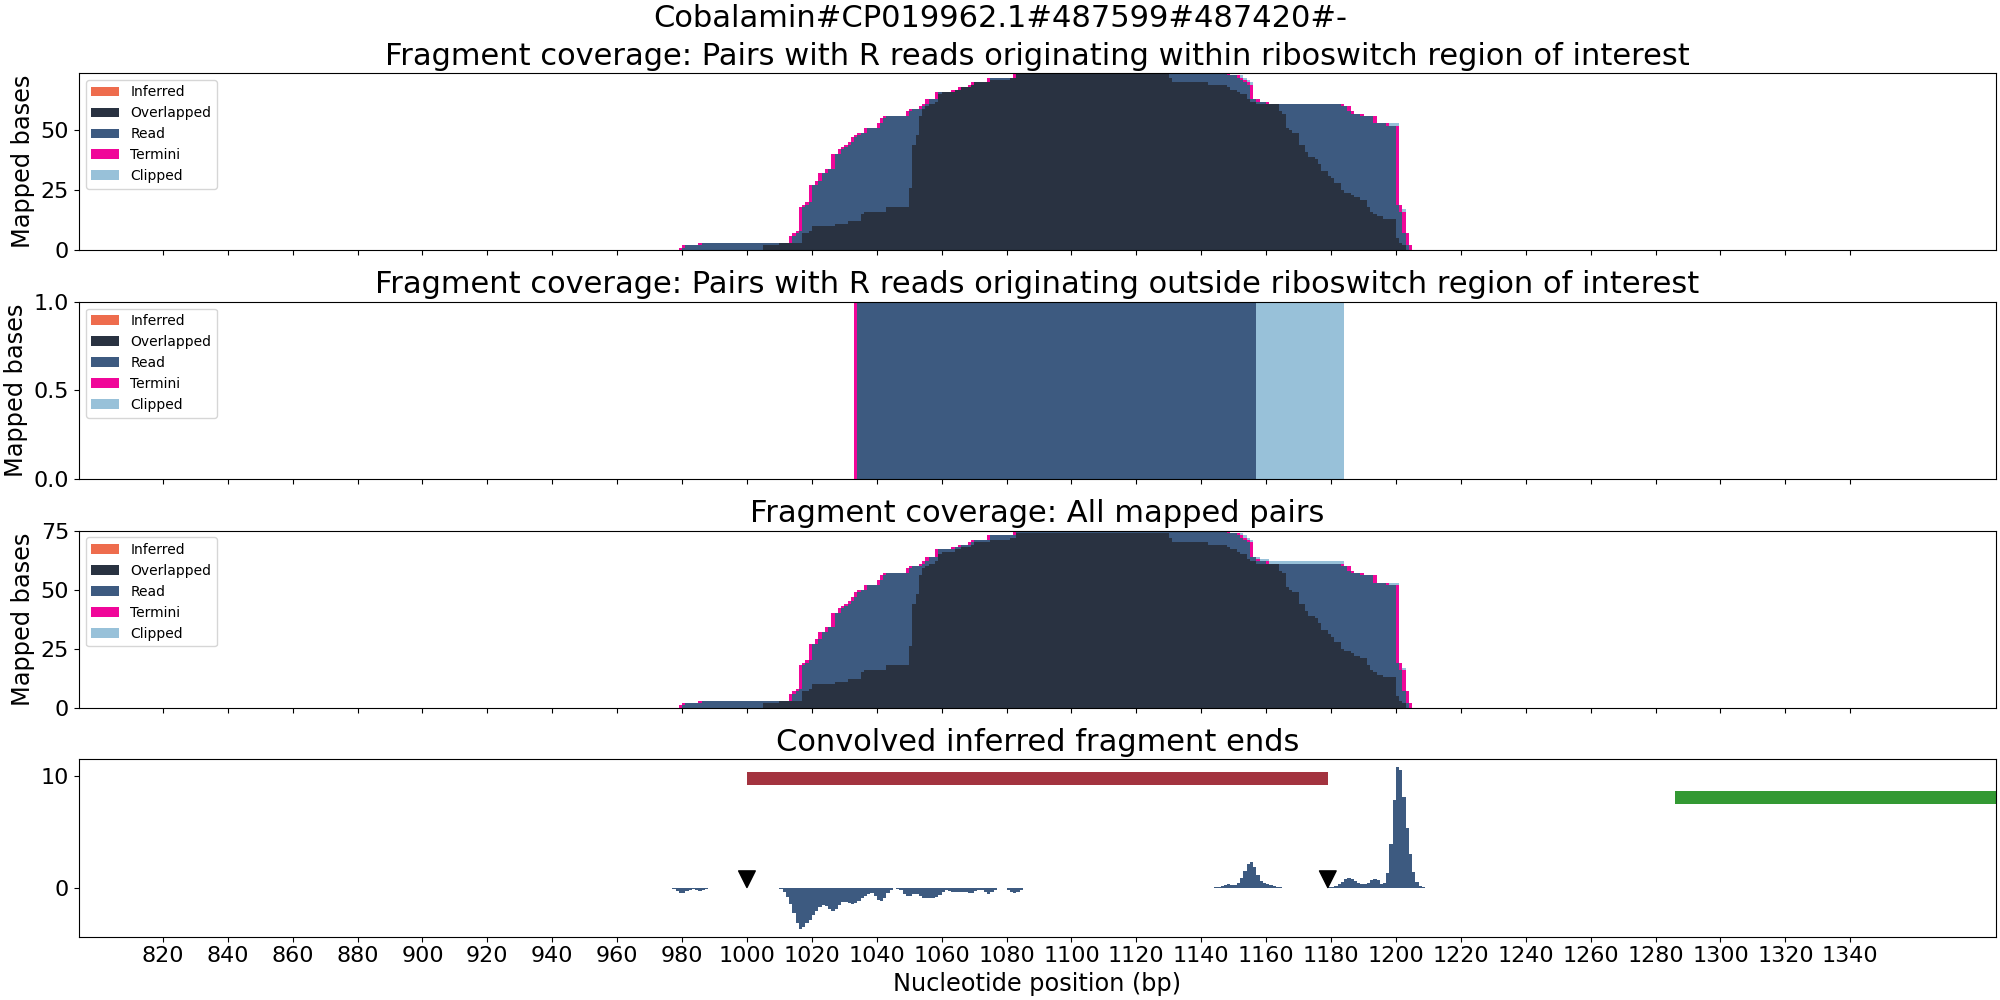 Cobalamin#CP019962.1#487599#487420#-
Fragment coverage: Pairs with R reads originating within riboswitch region of interest
Mapped bases
50
25
0
Inferred
Overlapped
Read
Termini
Clipped
Fragment coverage: Pairs with R reads originating outside riboswitch region of interest
Mapped bases
1.0
0.5
0.0
Inferred
Overlapped
Read
Termini
Clipped
Fragment coverage: All mapped pairs
Mapped bases
75
50
25
0
Inferred
Overlapped
Read
Termini
Clipped
Convolved inferred fragment ends
10
0
820 840 860 880 900 920 940 960 980 1000 1020 1040 1060 1080 1100 1120 1140 1160 1180 1200 1220 1240 1260 1280 1300 1320 1340
Nucleotide position (bp)